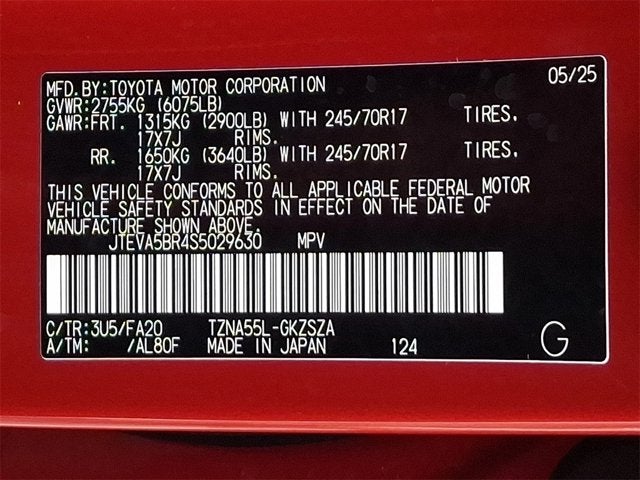 MFD.BY:TOYOTA MOTOR CORPORATION 05/25
GVWR:2755KG (6075LB)
GAWR:FRT. 1315KG (2900LB) WITH 245/70R17 TIRES.
17X7J RIMS.
RR. 1650KG (3640LB) WITH 245/70R17 TIRES.
17X7J RIMS.
THIS VEHICLE CONFORMS TO ALL APPLICABLE FEDERAL MOTOR
VEHICLE SAFETY STANDARDS IN EFFECT ON THE DATE OF
MANUFACTURE SHOWN ABOVE.
JTEVA5BR4S5029630 MPV
C/TR:3U5/FA20 TZNA55L-GKZSZA
A/TM: /AL80F MADE IN JAPAN 124 G